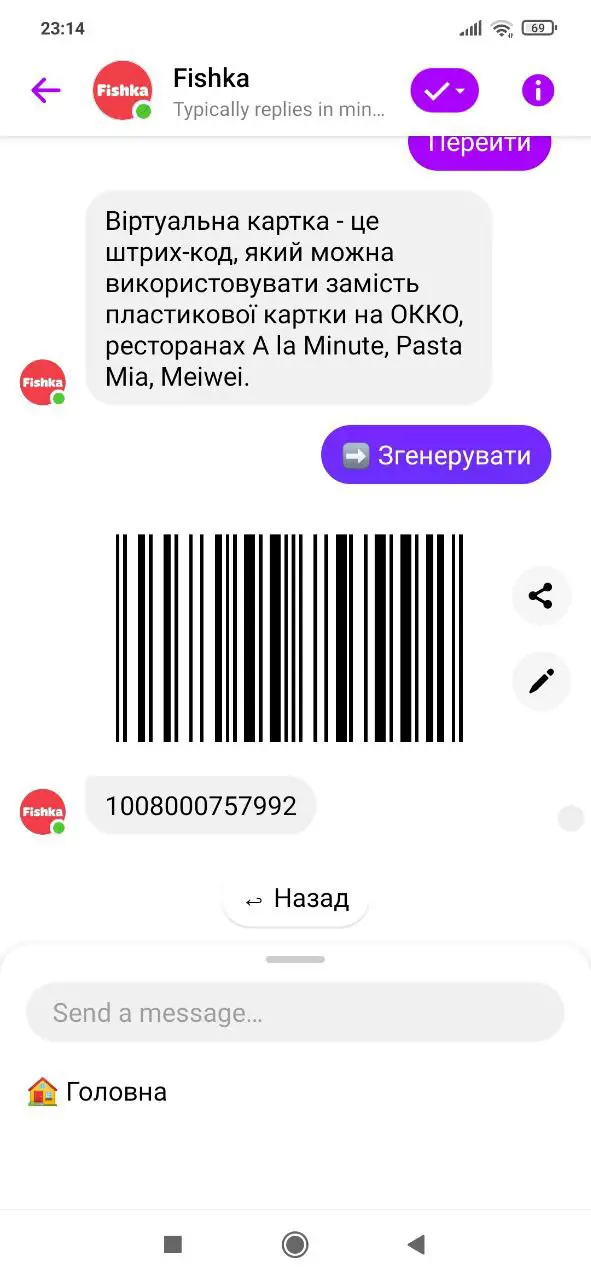 23:14
69
Fishka
Fishka
Typically replies in min...
Перейти
Віртуальна картка - це
штрих-код, який можна
використовувати замість
пластикової картки на ОККО,
ресторанах A la Minute, Pasta
Mia, Meiwei.
Fishka
➡️ Згенерувати
Fishka
1008000757992
↩ Назад
Send a message...
🏠 Головна